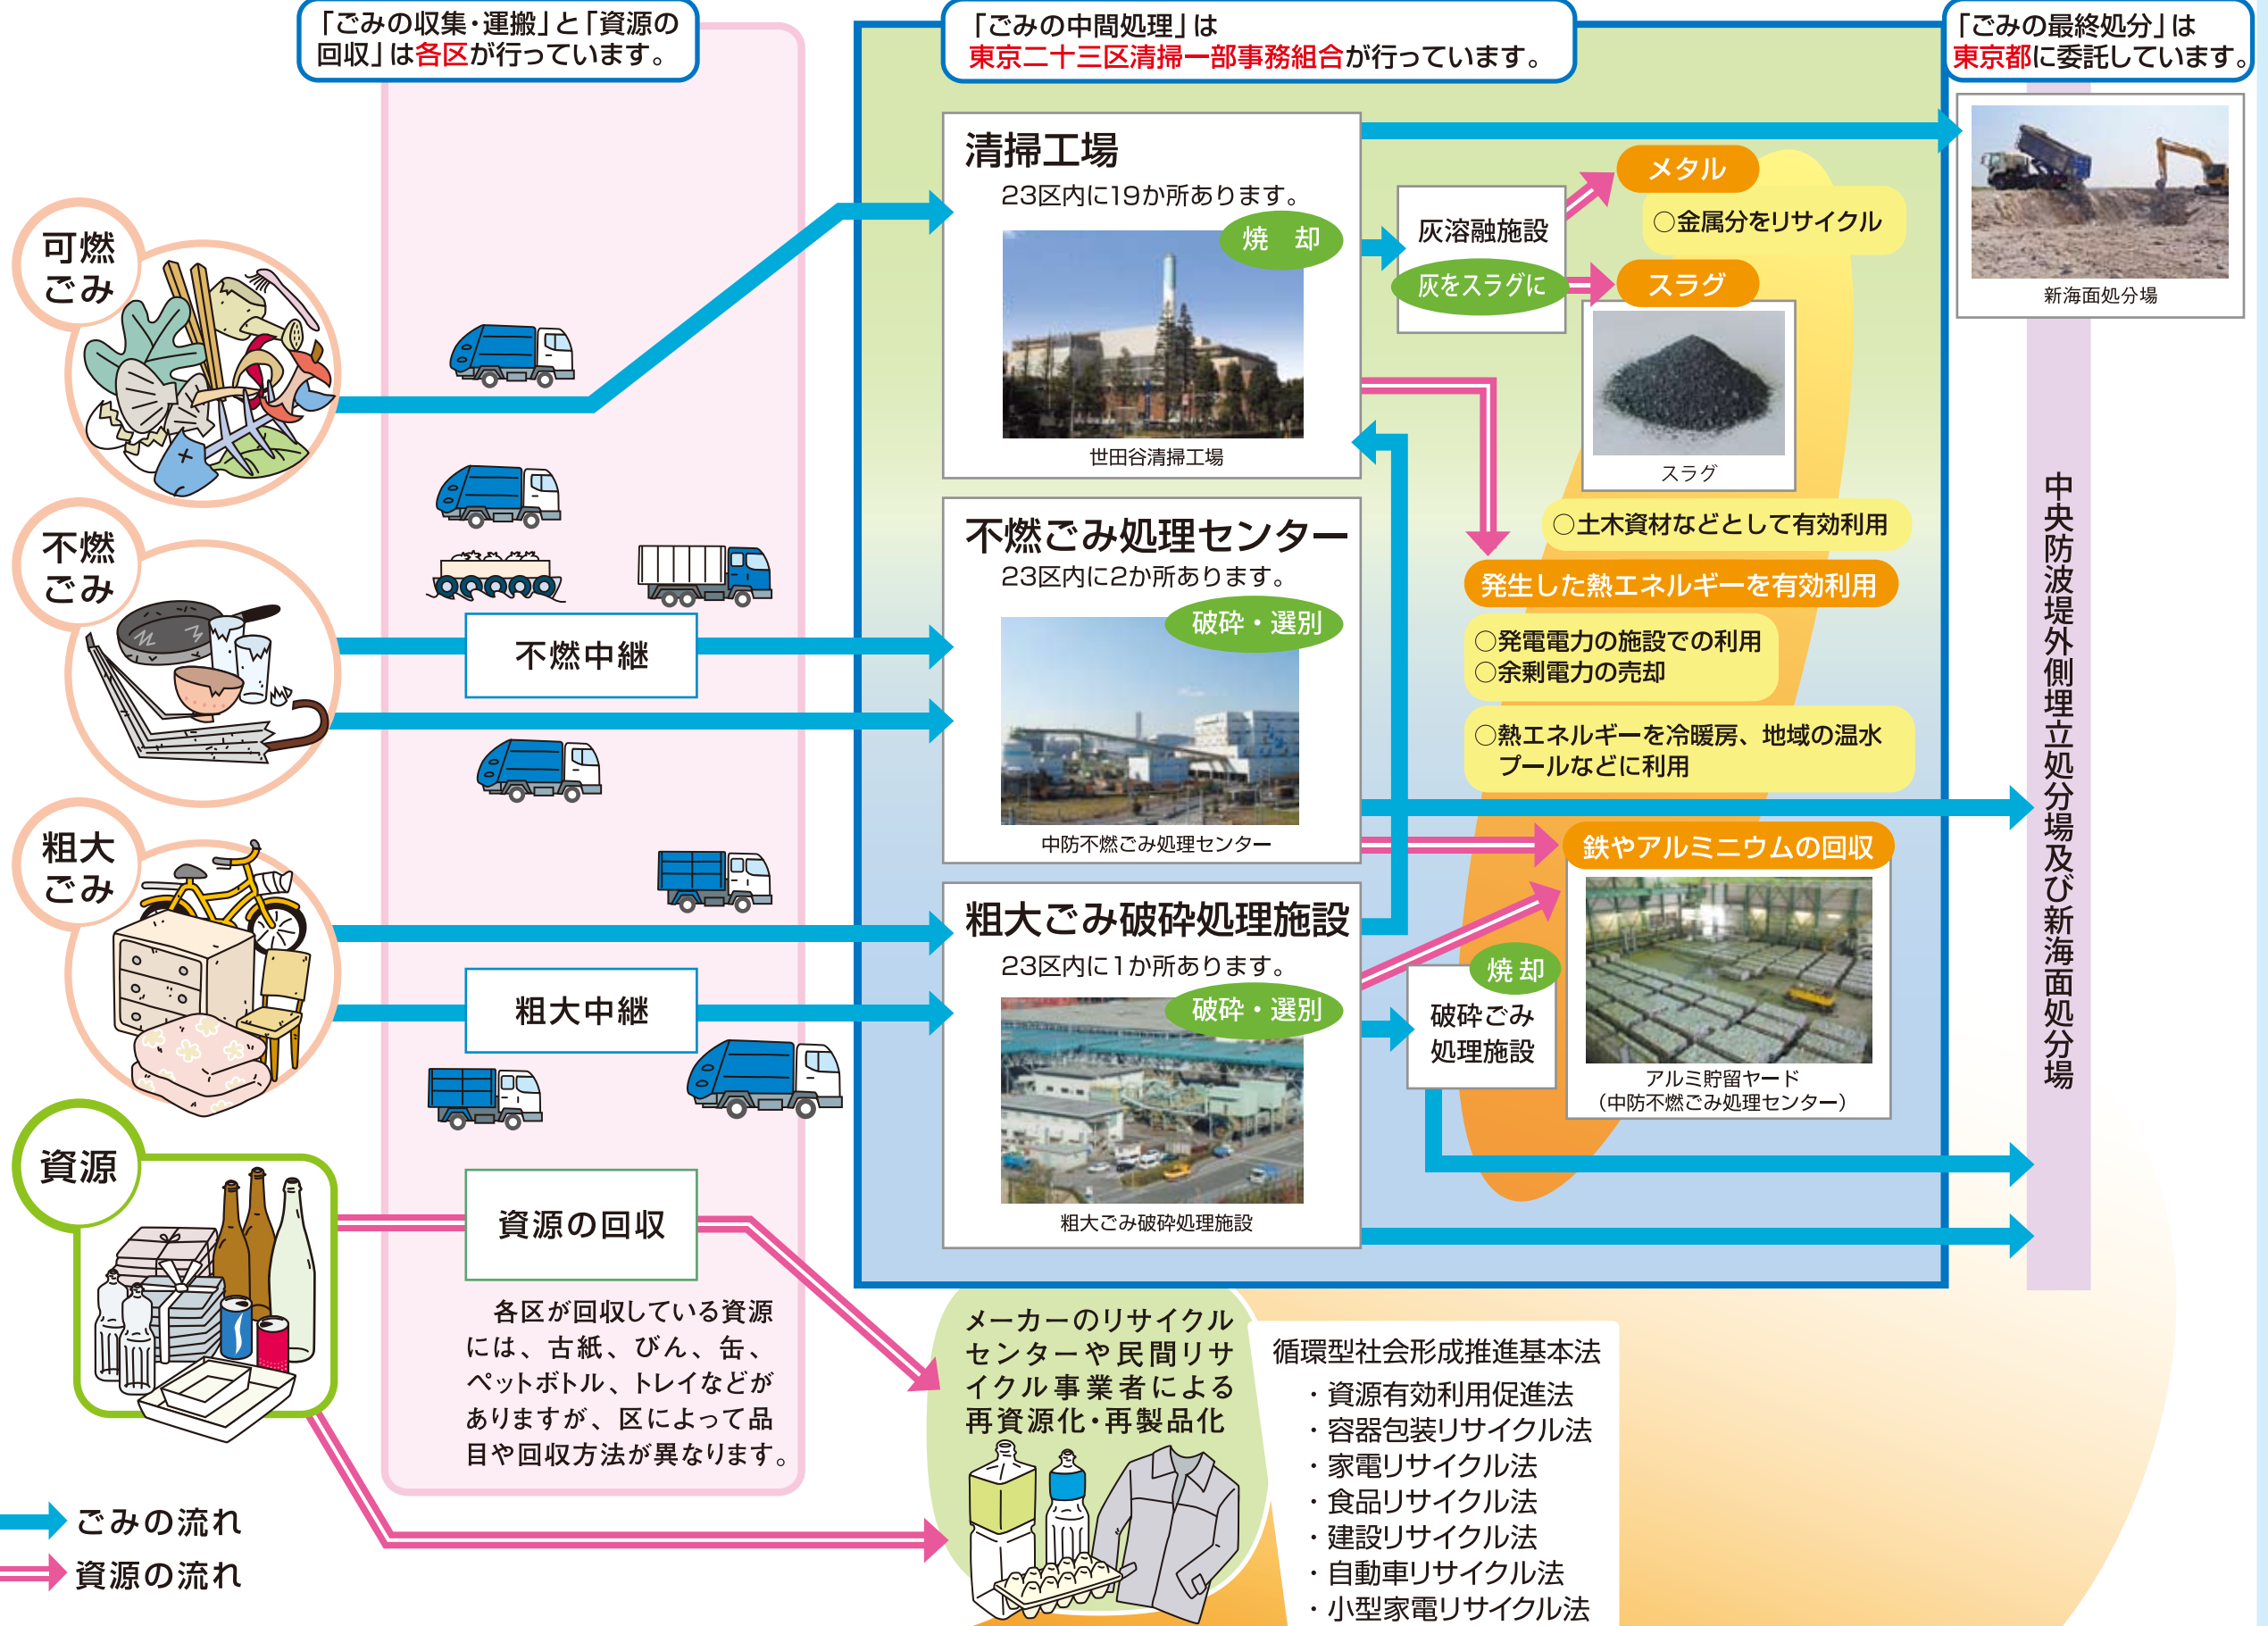 「ごみの収集・運搬」と「資源の
回収」は各区が行っています。
「ごみの中間処理」は
東京二十三区清掃一部事務組合が行っています。
「ごみの最終処分」は
東京都に委託しています。
可燃
ごみ
不燃
ごみ
粗大
ごみ
資源
不燃中継
粗大中継
資源の回収
各区が回収している資源
には、古紙、びん、缶、
ペットボトル、トレイなどが
ありますが、区によって品
目や回収方法が異なります。
ごみの流れ
資源の流れ
清掃工場
23区内に19か所あります。
焼 却
世田谷清掃工場
不燃ごみ処理センター
23区内に2か所あります。
破砕・選別
中防不燃ごみ処理センター
粗大ごみ破砕処理施設
23区内に1か所あります。
破砕・選別
粗大ごみ破砕処理施設
灰溶融施設
灰をスラグに
メタル
○金属分をリサイクル
スラグ
スラグ
○土木資材などとして有効利用
発生した熱エネルギーを有効利用
○発電電力の施設での利用
○余剰電力の売却
○熱エネルギーを冷暖房、地域の温水
プールなどに利用
鉄やアルミニウムの回収
アルミ貯留ヤード
（中防不燃ごみ処理センター）
焼却
破砕ごみ
処理施設
新海面処分場
中央防波堤外側埋立処分場及び新海面処分場
メーカーのリサイクル
センターや民間リサ
イクル事業者による
再資源化・再製品化
循環型社会形成推進基本法
・資源有効利用促進法
・容器包装リサイクル法
・家電リサイクル法
・食品リサイクル法
・建設リサイクル法
・自動車リサイクル法
・小型家電リサイクル法